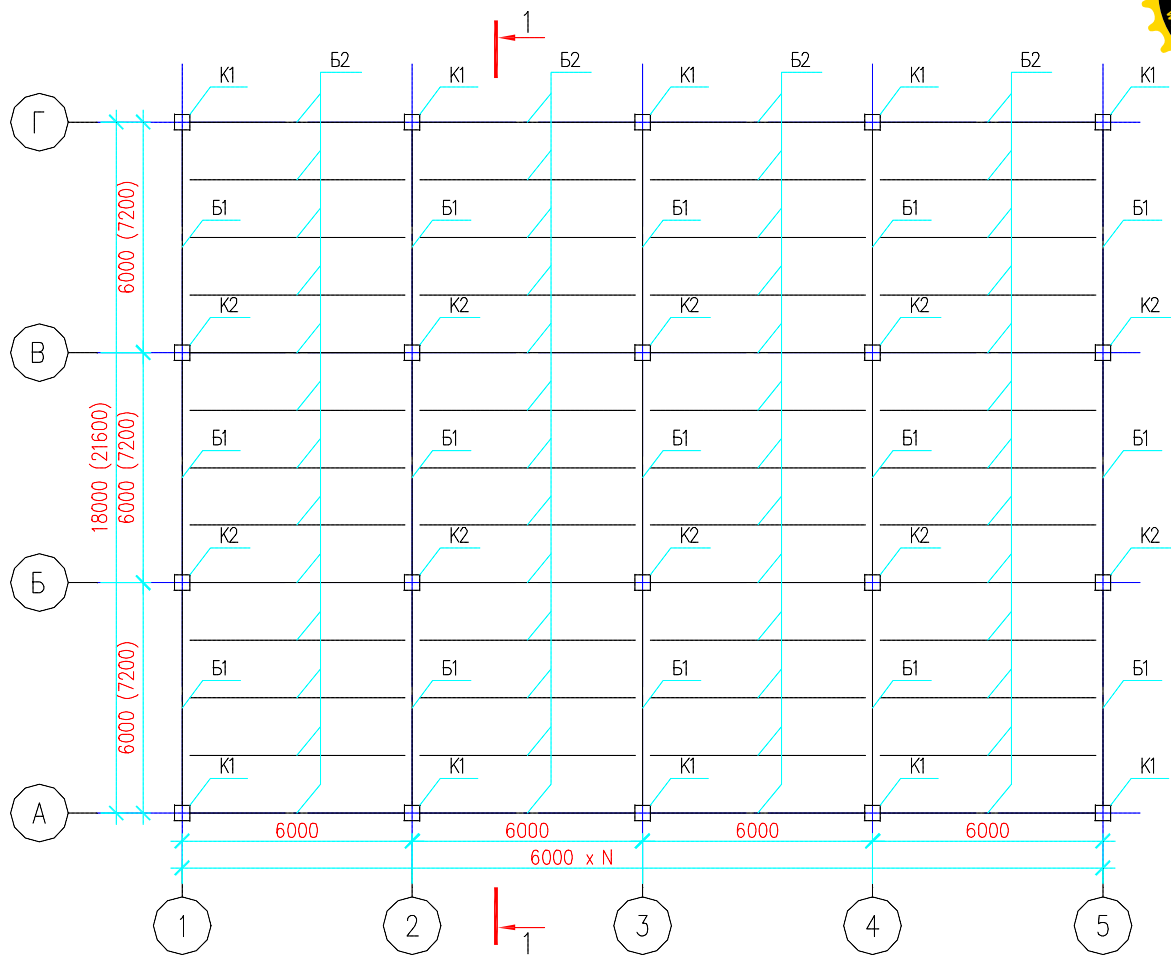 1
Б2 Б2 Б2 Б2
К1 К1 К1 К1 К1
Г
6000 (7200)
Б1 Б1 Б1 Б1 Б1
К2 К2 К2 К2 К2
В
18000 (21600)
6000 (7200)
Б1 Б1 Б1 Б1 Б1
К2 К2 К2 К2 К2
Б
6000 (7200)
Б1 Б1 Б1 Б1 Б1
К1 К1 К1 К1 К1
А
6000 6000 6000 6000
6000 x N
1 2 3 4 5
1